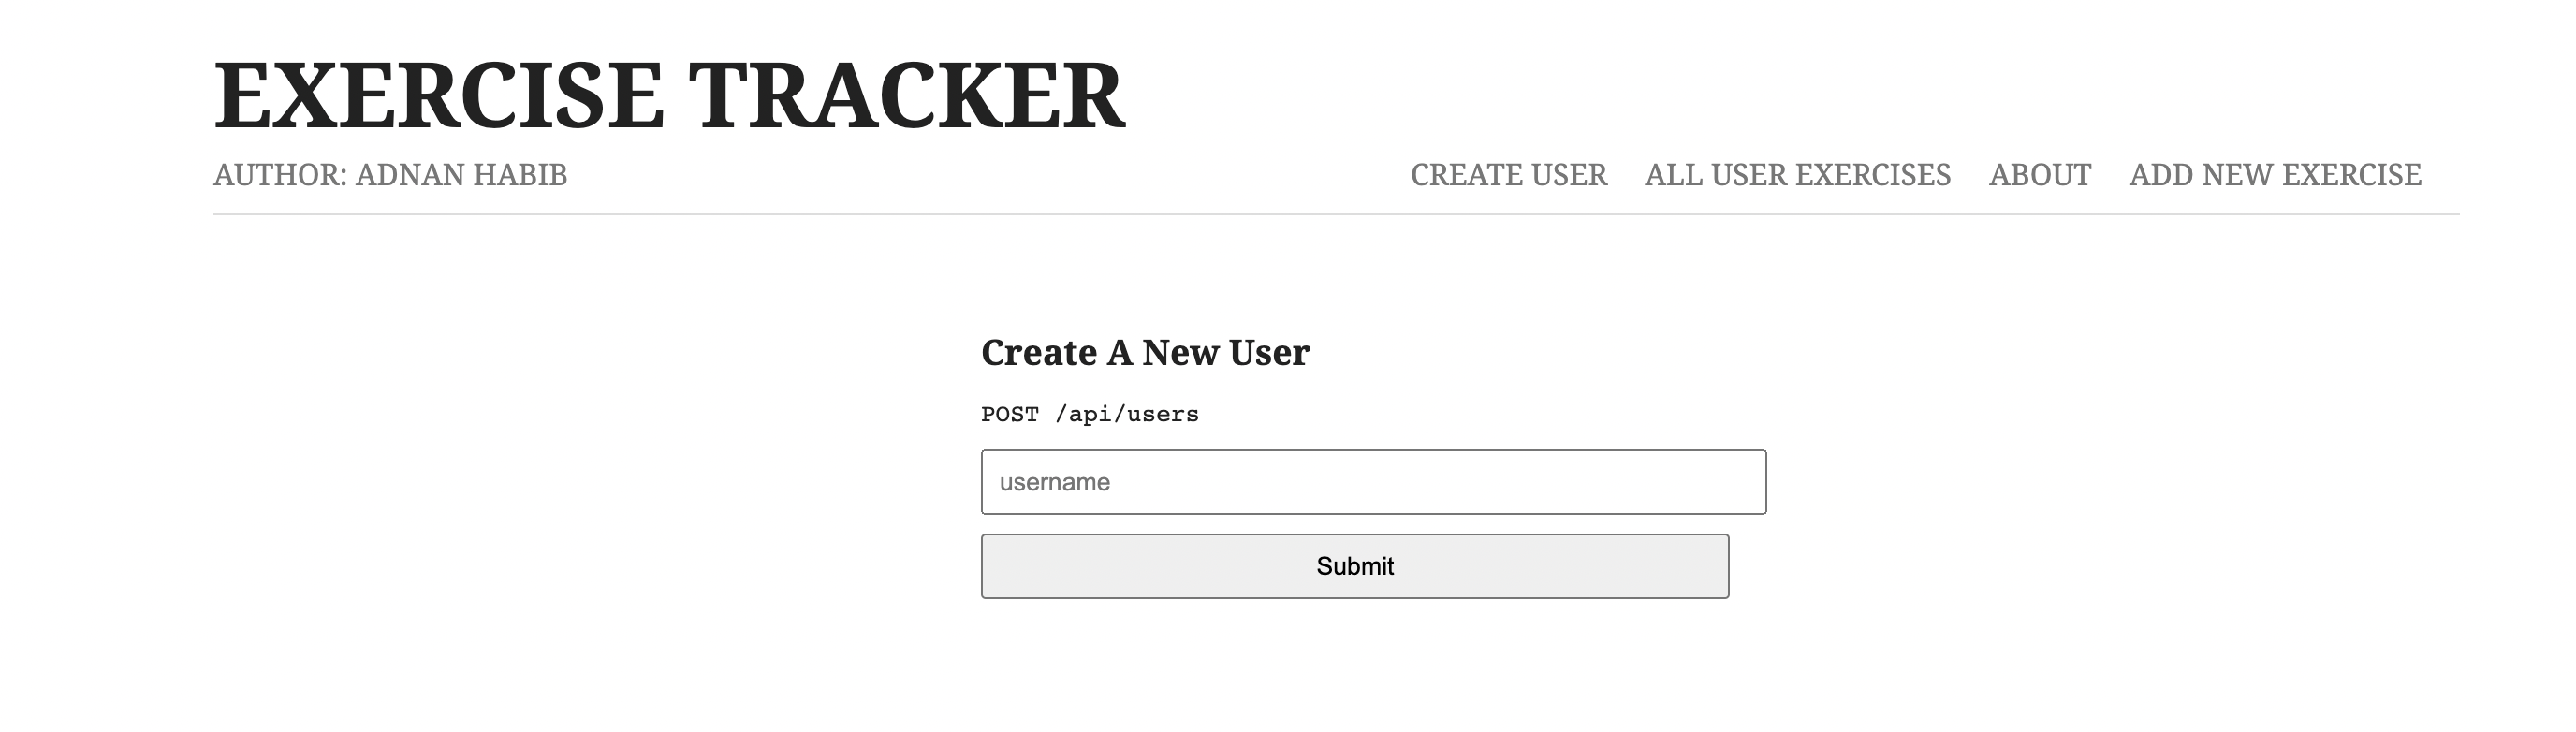 EXERCISE TRACKER
AUTHOR: ADNAN HABIB
CREATE USER ALL USER EXERCISES ABOUT ADD NEW EXERCISE
Create A New User
POST /api/users
username
Submit